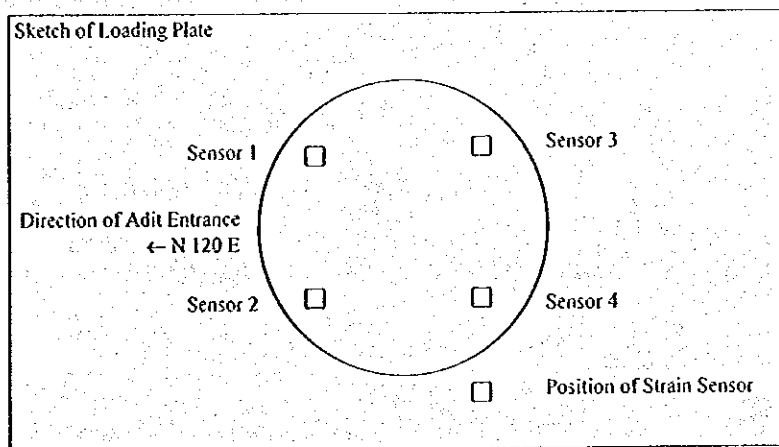 Sketch of Loading Plate
Sensor 1
Sensor 3
Direction of Adit Entrance
← N 120 E
Sensor 2
Sensor 4
Position of Strain Sensor